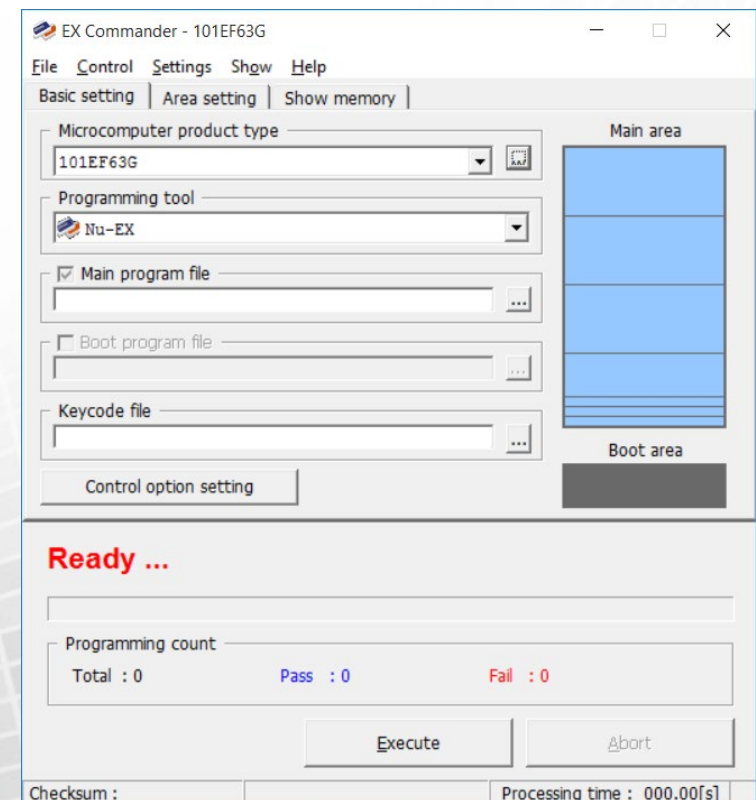 EX Commander - 101EF63G
File Control Settings Show Help
Basic setting Area setting Show memory
Microcomputer product type
Main area
101EF63G
Programming tool
Nu-EX
Main program file
...
Boot program file
...
Keycode file
...
Boot area
Control option setting
Ready ...
Programming count
Total : 0 Pass : 0 Fail : 0
Execute Abort
Checksum : Processing time : 000.00[s]